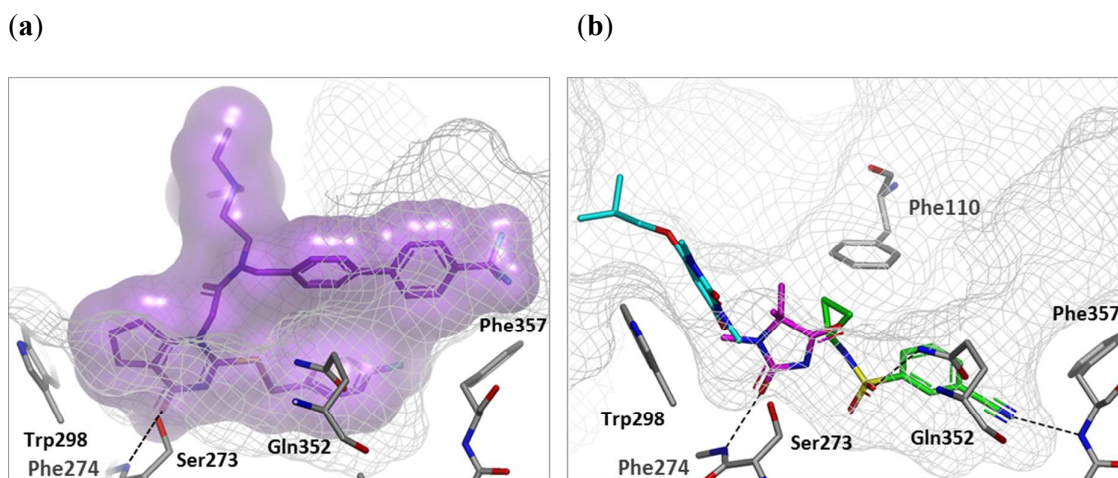 (a)
(b)
Phe110
Phe357
Phe357
Trp298
Phe274
Ser273
Gln352
Trp298
Phe274
Ser273
Gln352